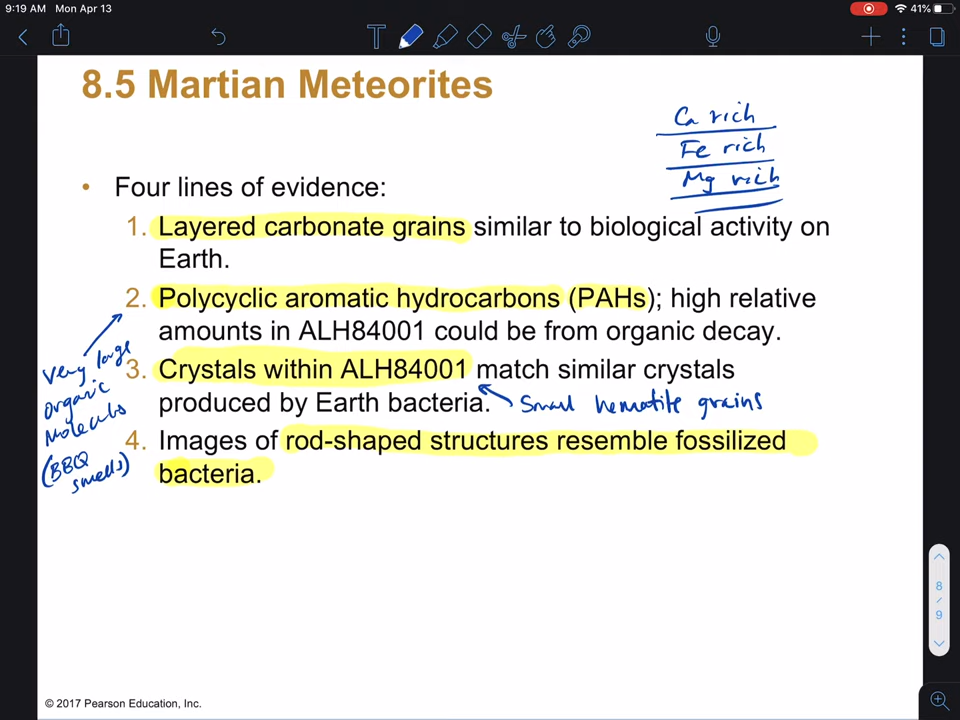 9:19 AM Mon Apr 13
41%
8.5 Martian Meteorites
Ca rich
Fe rich
Mg rich
• Four lines of evidence:
1. Layered carbonate grains similar to biological activity on
Earth.
2. Polycyclic aromatic hydrocarbons (PAHs); high relative
amounts in ALH84001 could be from organic decay.
very large
organic
molecules
(BBQ
smells)
3. Crystals within ALH84001 match similar crystals
produced by Earth bacteria.
small hematite grains
4. Images of rod-shaped structures resemble fossilized
bacteria.
8
/
9
© 2017 Pearson Education, Inc.